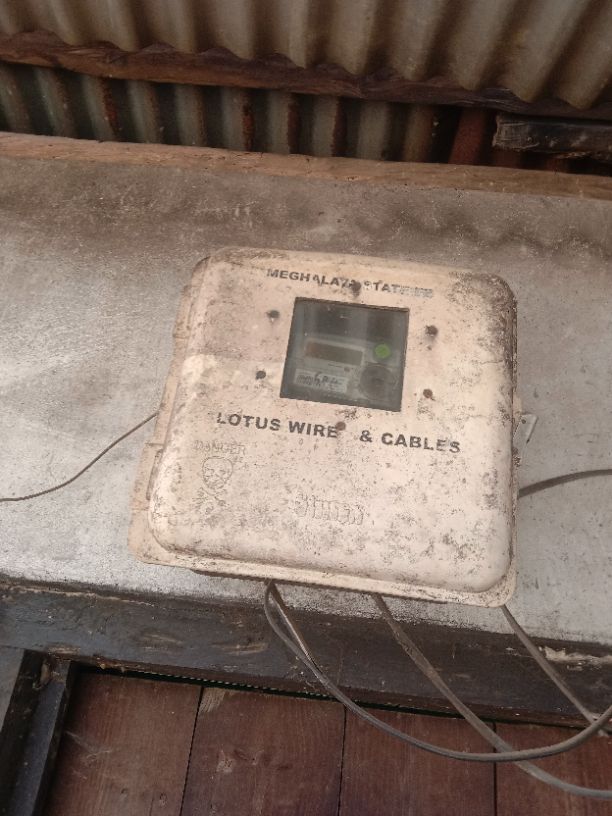 MEGHALAYA STATE
LOTUS WIRE & CABLES
DANGER